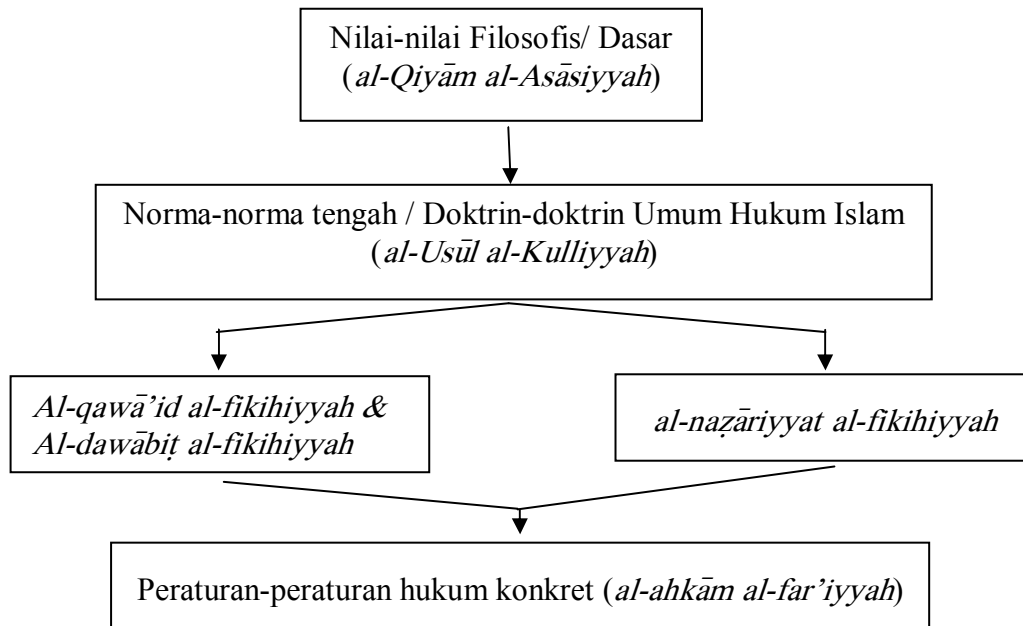 Nilai-nilai Filosofis/ Dasar
(al-Qiyām al-Asāsiyyah)
Norma-norma tengah / Doktrin-doktrin Umum Hukum Islam
(al-Usūl al-Kulliyyah)
Al-qawā'id al-fikihiyyah &
Al-dawābiṭ al-fikihiyyah
al-naẓāriyyat al-fikihiyyah
Peraturan-peraturan hukum konkret (al-ahkām al-far'iyyah)